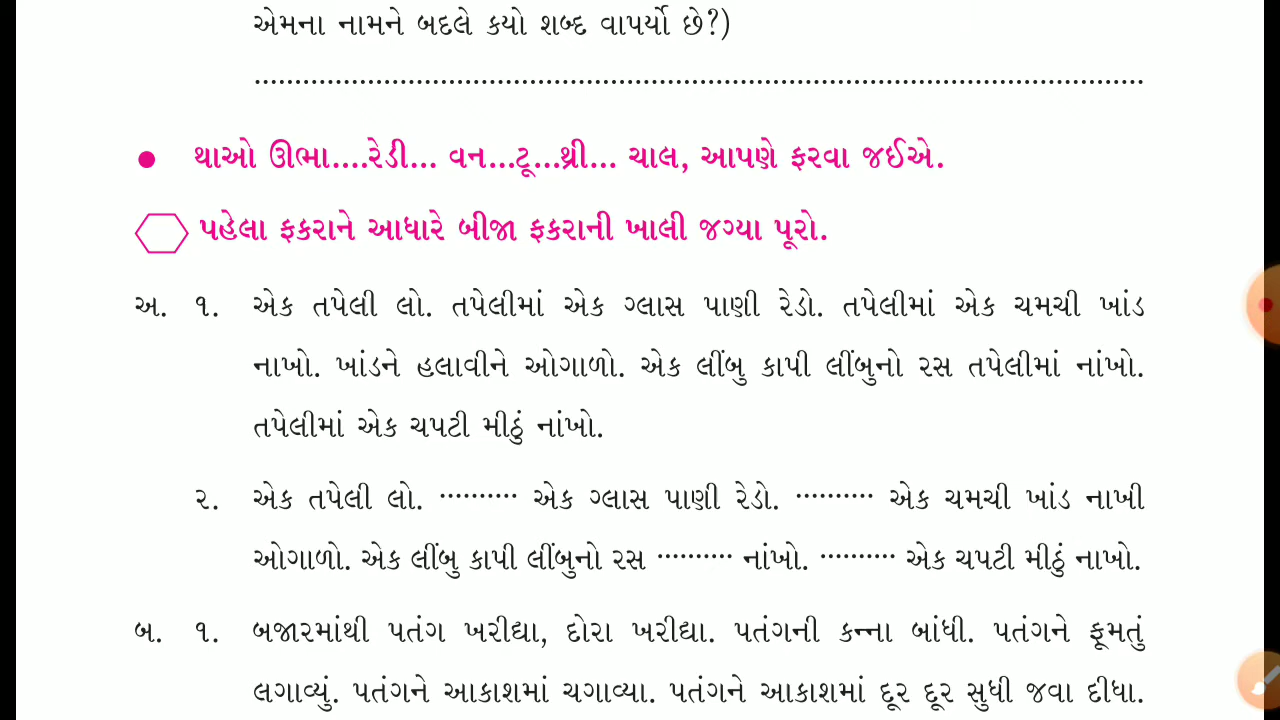 એમના નામને બદલે કયો શબ્દ વાપર્યો છે?)
..............................................................................................................
● થાઓ ઊભા....રેડી... વન...ટૂ...થ્રી... ચાલ, આપણે ફરવા જઈએ.
પહેલા ફકરાને આધારે બીજા ફકરાની ખાલી જગ્યા પૂરો.
અ. ૧. એક તપેલી લો. તપેલીમાં એક ગ્લાસ પાણી રેડો. તપેલીમાં એક ચમચી ખાંડ
નાખો. ખાંડને હલાવીને ઓગાળો. એક લીંબુ કાપી લીંબુનો રસ તપેલીમાં નાંખો.
તપેલીમાં એક ચપટી મીઠું નાંખો.
૨. એક તપેલી લો. .......... એક ગ્લાસ પાણી રેડો. .......... એક ચમચી ખાંડ નાખી
ઓગાળો. એક લીંબુ કાપી લીંબુનો રસ .......... નાંખો. .......... એક ચપટી મીઠું નાખો.
બ. ૧. બજારમાંથી પતંગ ખરીદ્યા, દોરા ખરીદ્યા. પતંગની કન્ના બાંધી. પતંગને ફૂમતું
લગાવ્યું. પતંગને આકાશમાં ચગાવ્યા. પતંગને આકાશમાં દૂર દૂર સુધી જવા દીધા.